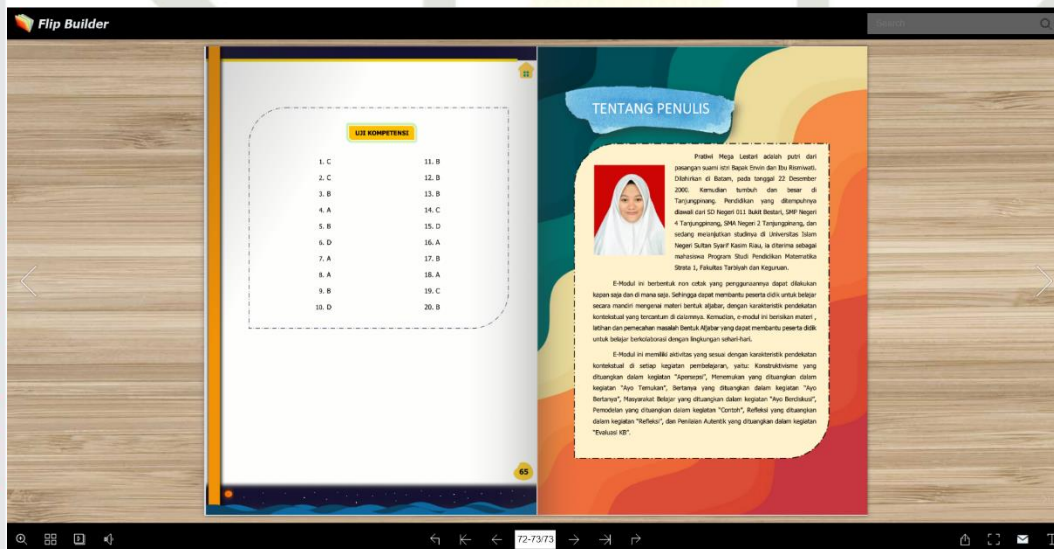 Flip Builder
Search
UJI KOMPETENSI
1. C
2. C
3. B
4. A
5. B
6. D
7. A
8. A
9. B
10. D
11. B
12. B
13. B
14. C
15. D
16. A
17. B
18. A
19. C
20. B
65
TENTANG PENULIS
Pratiwi Mega Lestari adalah putri dari
pasangan suami istri Bapak Envin dan Ibu Rismiwati.
Dilahirkan di Batam, pada tanggal 22 Desember
2000. Kemudian tumbuh dan besar di
Tanjungpinang. Pendidikan yang ditempuhnya
diawali dari SD Negeri 011 Bukit Bestari, SMP Negeri
4 Tanjungpinang, SMA Negeri 2 Tanjungpinang, dan
sedang melanjutkan studinya di Universitas Islam
Negeri Sultan Syarif Kasim Riau, ia diterima sebagai
mahasiswa Program Studi Pendidikan Matematika
Strata 1, Fakultas Tarbiyah dan Keguruan.
E-Modul ini berbentuk non cetak yang penggunaannya dapat dilakukan
kapan saja dan di mana saja. Sehingga dapat membantu peserta didik untuk belajar
secara mandiri mengenai materi bentuk aljabar, dengan karakteristik pendekatan
kontekstual yang tercantum di dalamnya. Kemudian, e-modul ini berisikan materi ,
latihan dan pemecahan masalah Bentuk Aljabar yang dapat membantu peserta didik
untuk belajar berkolaborasi dengan lingkungan sehari-hari.
E-Modul ini memiliki aktivitas yang sesuai dengan karakteristik pendekatan
kontekstual di setiap kegiatan pembelajaran, yaitu: Konstruktivisme yang
dituangkan dalam kegiatan "Apersepsi", Menemukan yang dituangkan dalam
kegiatan "Ayo Temukan", Bertanya yang dituangkan dalam kegiatan "Ayo
Bertanya", Masyarakat Belajar yang dituangkan dalam kegiatan "Ayo Berdiskusi",
Pemodelan yang dituangkan dalam kegiatan "Contoh", Refleksi yang dituangkan
dalam kegiatan "Refleksi", dan Penilaian Autentik yang dituangkan dalam kegiatan
"Evaluasi KB".
72-73/73